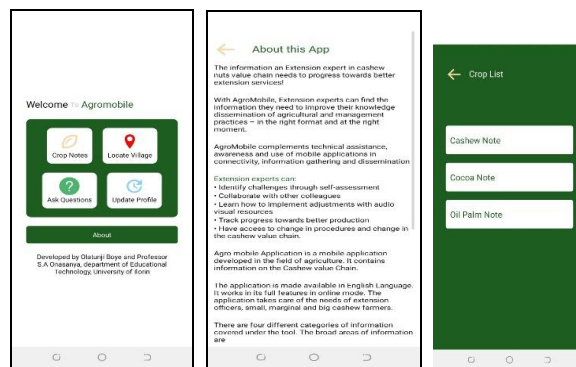 Welcome To Agromobile
Crop Notes
Locate Village
Ask Questions
Update Profile
About
Developed by Olatunji Boye and Professor
S.A Onasanya, department of Educational
Technology, University of Ilorin
About this App
The information an Extension expert in cashew
nuts value chain needs to progress towards better
extension services!
With AgroMobile, Extension experts can find the
information they need to improve their knowledge
dissemination of agricultural and management
practices – in the right format and at the right
moment.
AgroMobile complements technical assistance,
awareness and use of mobile applications in
connectivity, information gathering and dissemination
Extension experts can:
• Identify challenges through self-assessment
• Collaborate with other colleagues
• Learn how to implement adjustments with audio
visual resources
• Track progress towards better production
• Have access to change in procedures and change in
the cashew value chain.
Agro mobile Application is a mobile application
developed in the field of agriculture. It contains
information on the Cashew value Chain.
The application is made available in English Language.
It works in its full features in online mode. The
application takes care of the needs of extension
officers, small, marginal and big cashew farmers.
There are four different categories of information
covered under the tool. The broad areas of information
are
Crop List
Cashew Note
Cocoa Note
Oil Palm Note